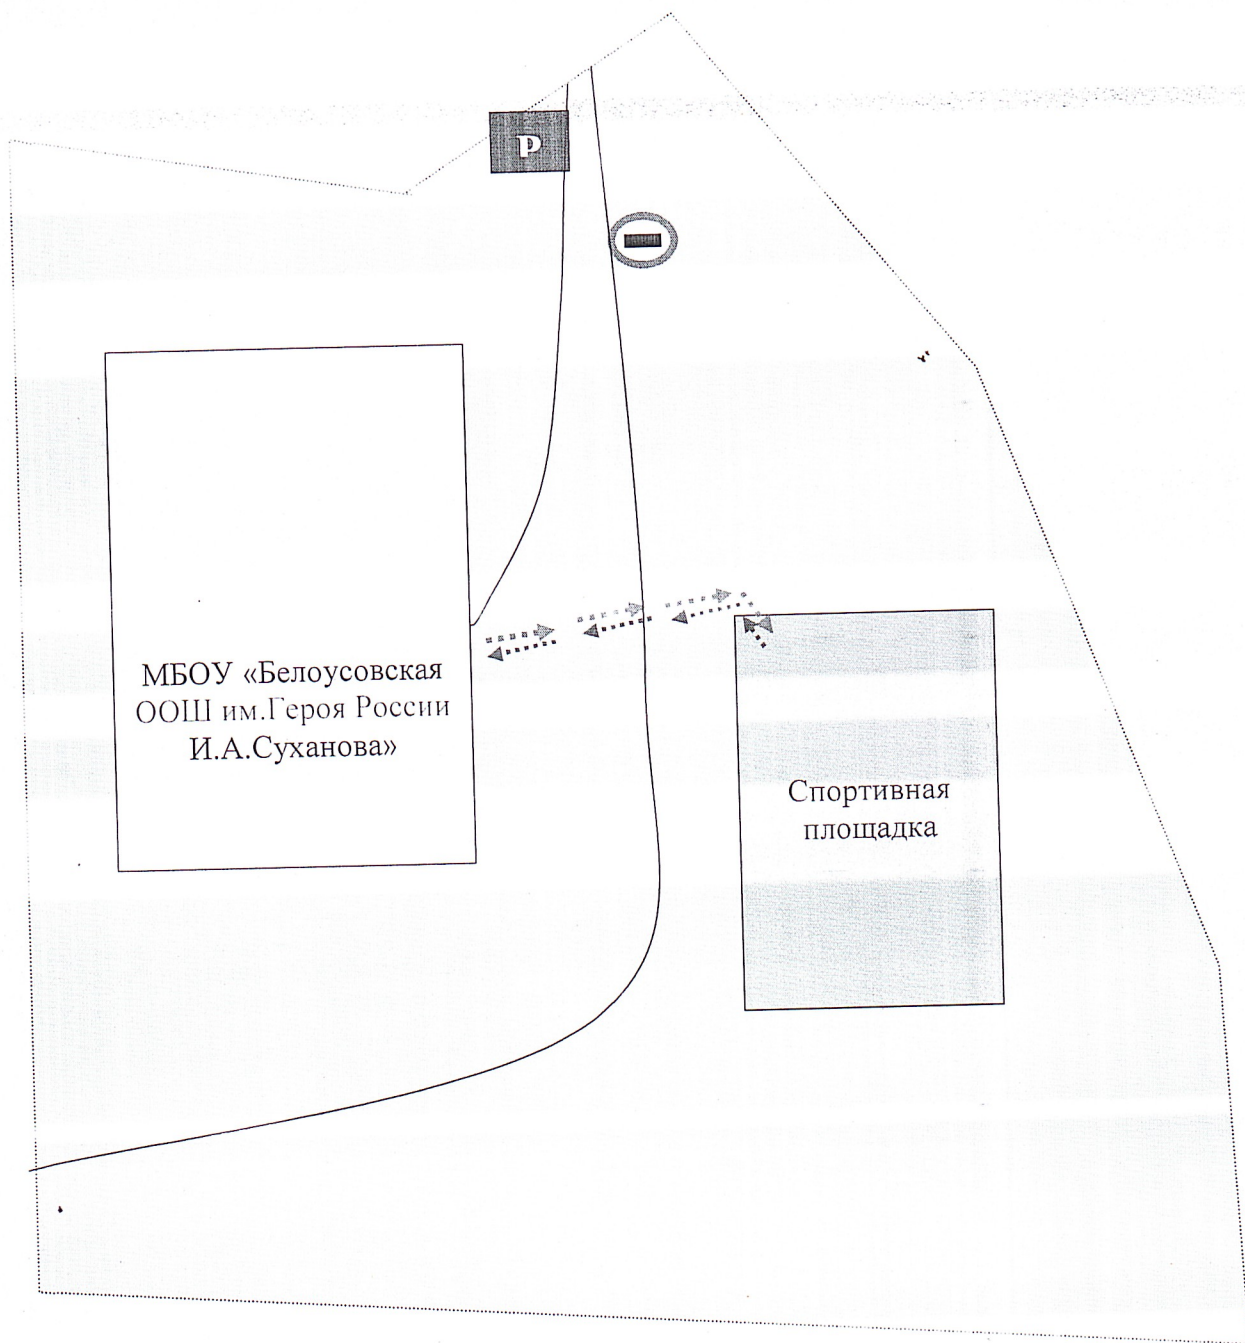 P
МБОУ «Белоусовская
ООШ им.Героя России
И.А.Суханова»
Спортивная
площадка